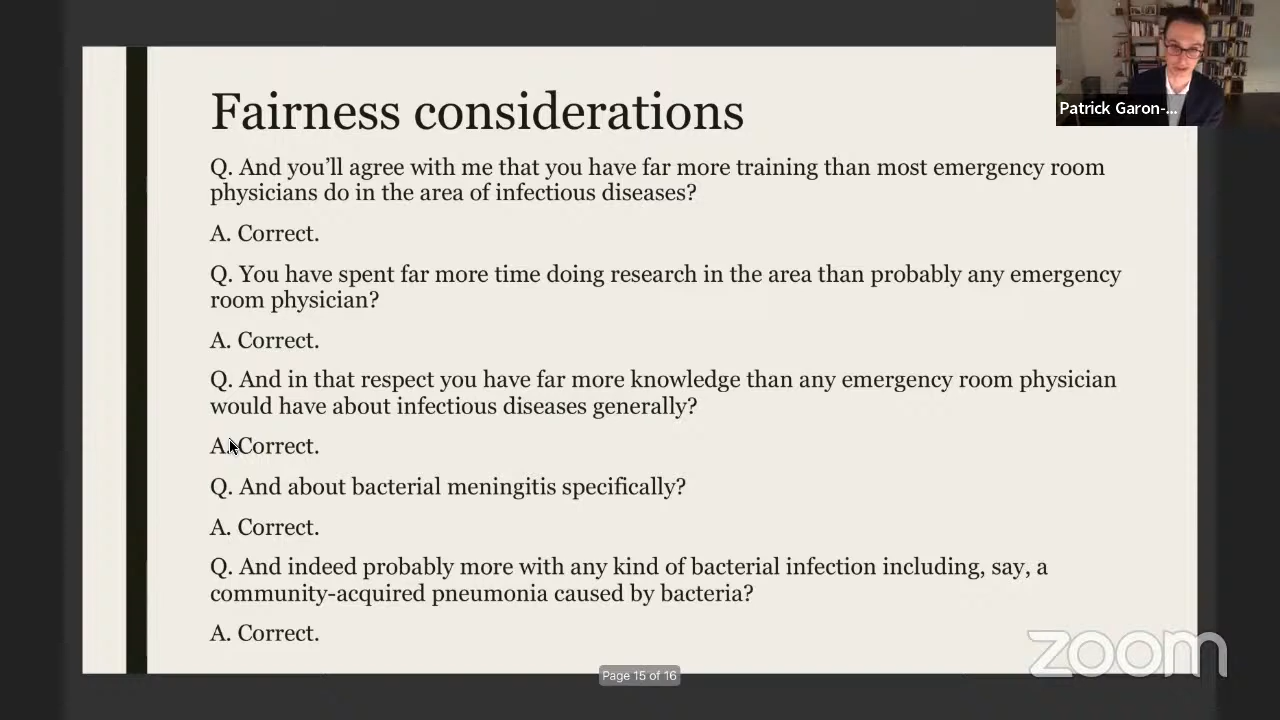 Fairness considerations
Patrick Garon-...
Q. And you’ll agree with me that you have far more training than most emergency room
physicians do in the area of infectious diseases?
A. Correct.
Q. You have spent far more time doing research in the area than probably any emergency
room physician?
A. Correct.
Q. And in that respect you have far more knowledge than any emergency room physician
would have about infectious diseases generally?
A. Correct.
Q. And about bacterial meningitis specifically?
A. Correct.
Q. And indeed probably more with any kind of bacterial infection including, say, a
community-acquired pneumonia caused by bacteria?
A. Correct.
zoom
Page 15 of 16